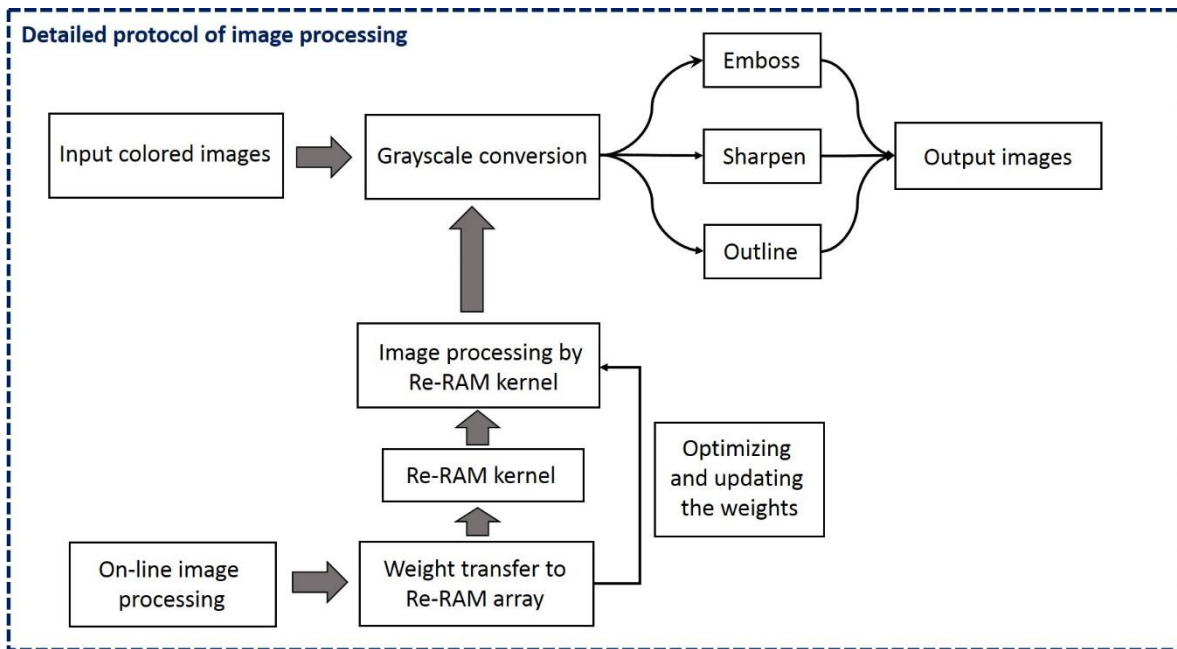 Detailed protocol of image processing
Input colored images
Grayscale conversion
Emboss
Sharpen
Outline
Output images
Image processing by
Re-RAM kernel
Re-RAM kernel
Optimizing
and updating
the weights
On-line image
processing
Weight transfer to
Re-RAM array